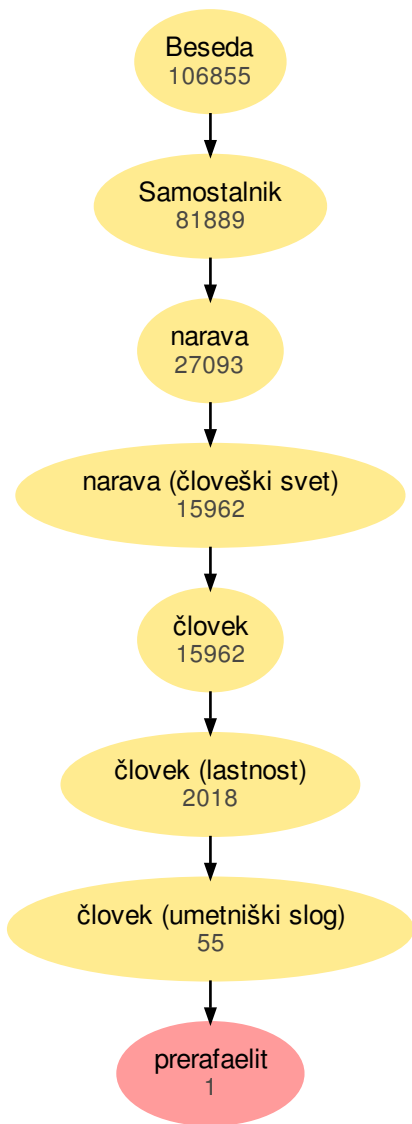 Beseda
106855
Samostalnik
81889
narava
27093
narava (človeški svet)
15962
človek
15962
človek (lastnost)
2018
človek (umetniški slog)
55
prerafaelit
1